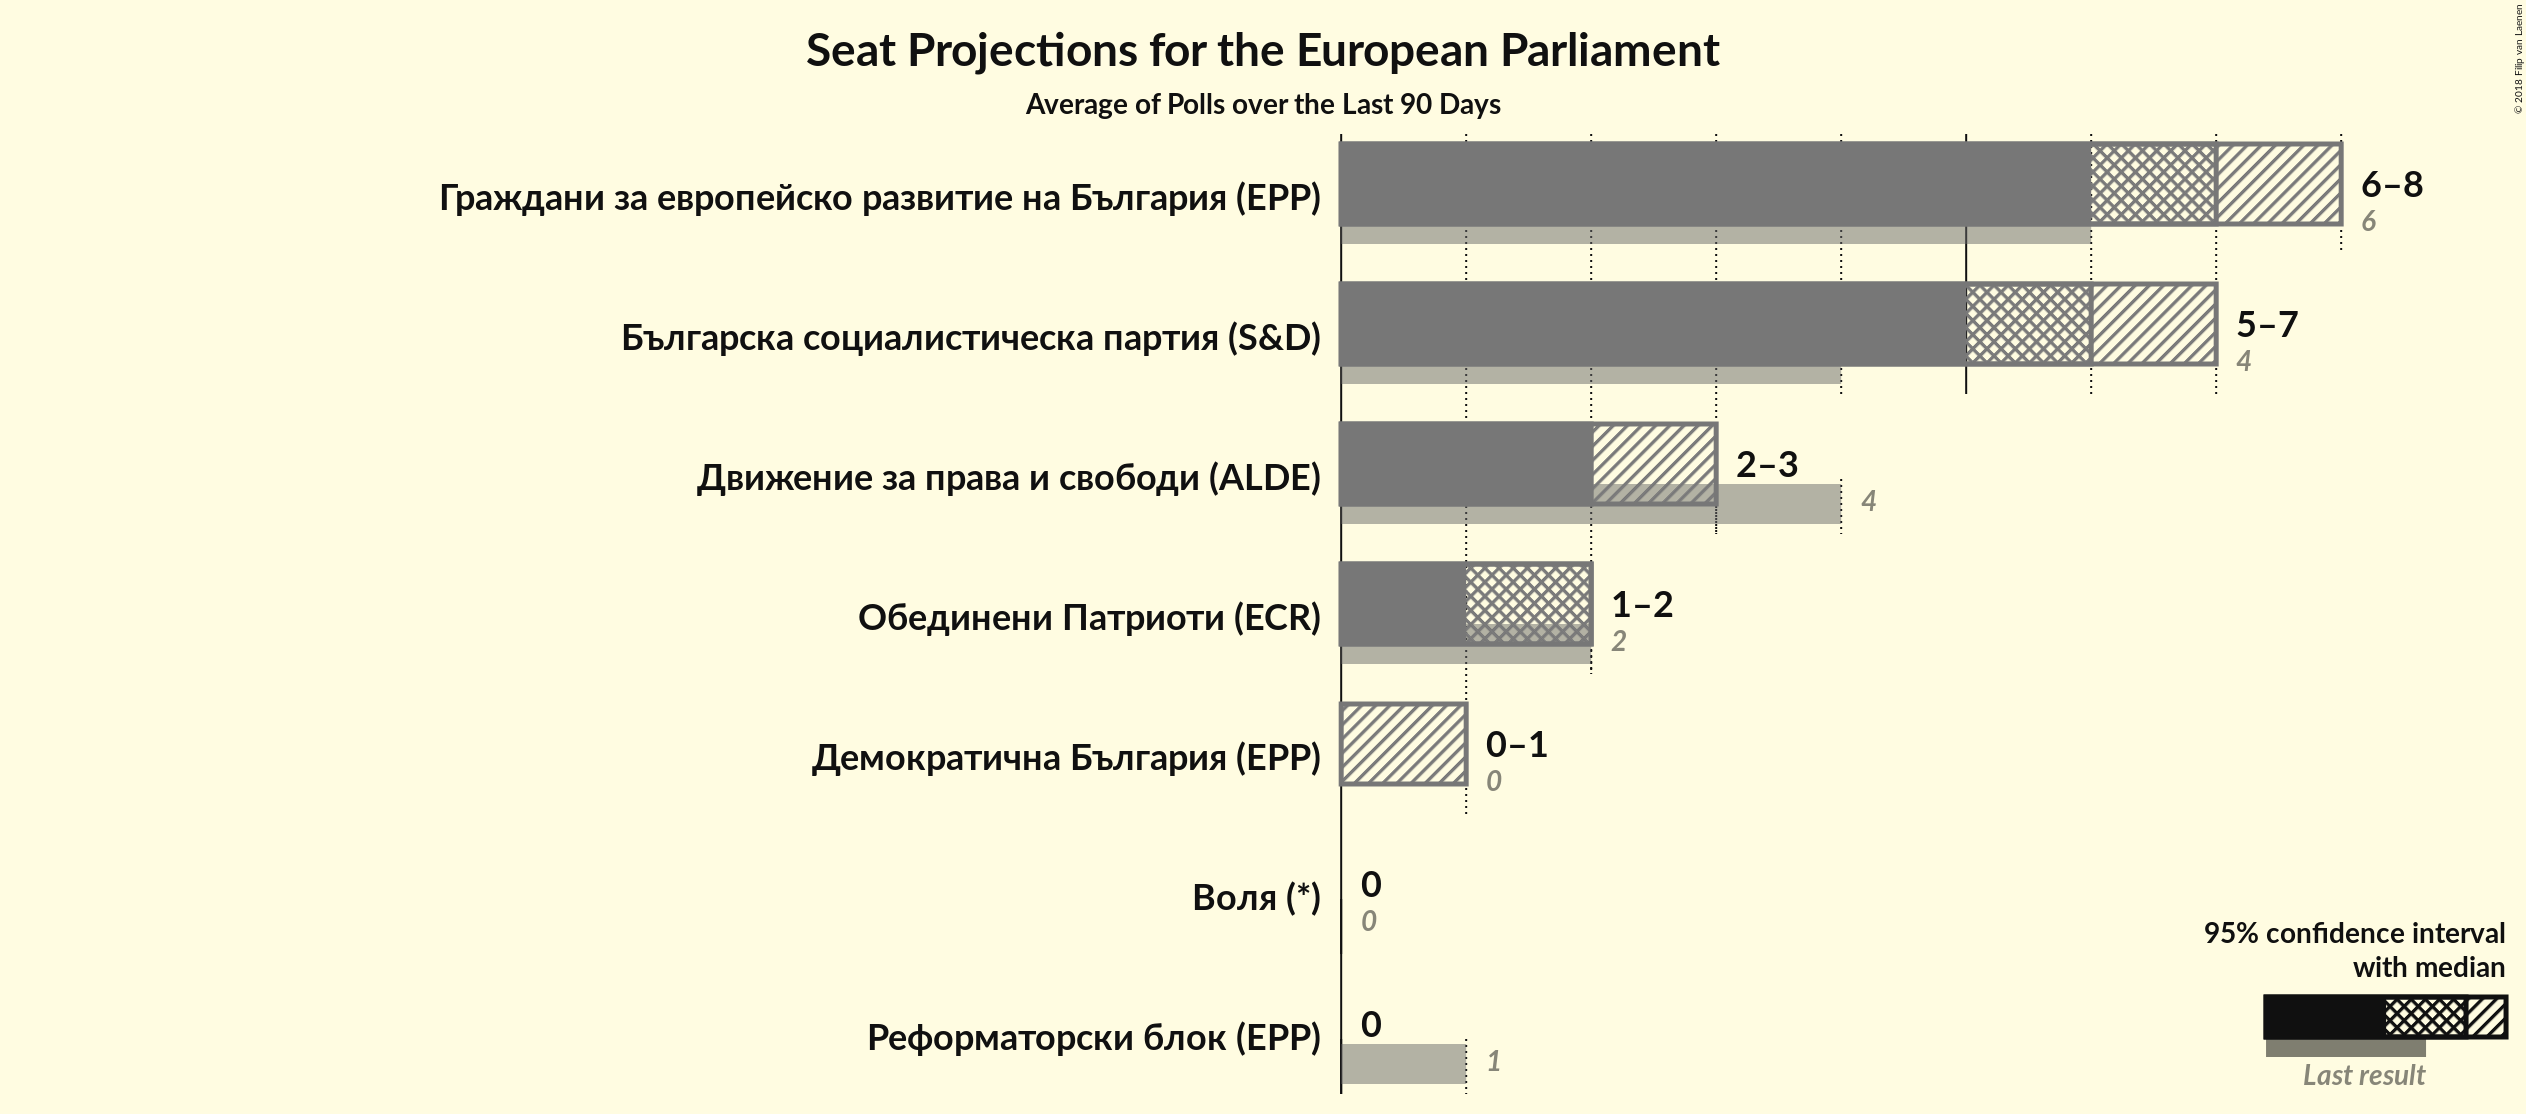 Seat Projections for the European Parliament
Average of Polls over the Last 90 Days
© 2018 Filip van Laenen
Граждани за европейско развитие на България (EPP)
6–8
6
Българска социалистическа партия (S&D)
5–7
4
Движение за права и свободи (ALDE)
2–3
4
Обединени Патриоти (ECR)
1–2
2
Демократична България (EPP)
0–1
0
Воля (*)
0
0
Реформаторски блок (EPP)
0
1
95% confidence interval
with median
Last result